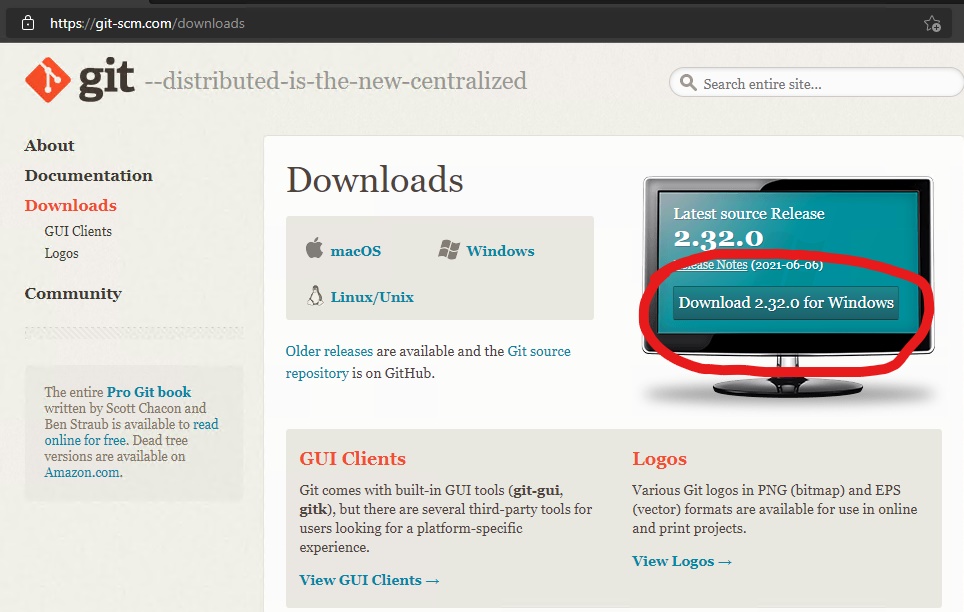 https://git-scm.com/downloads
git --distributed-is-the-new-centralized
Search entire site...
About
Documentation
Downloads
GUI Clients
Logos
Community
The entire Pro Git book
written by Scott Chacon and
Ben Straub is available to read
online for free. Dead tree
versions are available on
Amazon.com.
Downloads
macOS
Windows
Linux/Unix
Older releases are available and the Git source
repository is on GitHub.
Latest source Release
2.32.0
Release Notes (2021-06-06)
Download 2.32.0 for Windows
GUI Clients
Git comes with built-in GUI tools (git-gui,
gitk), but there are several third-party tools for
users looking for a platform-specific
experience.
View GUI Clients →
Logos
Various Git logos in PNG (bitmap) and EPS
(vector) formats are available for use in online
and print projects.
View Logos →